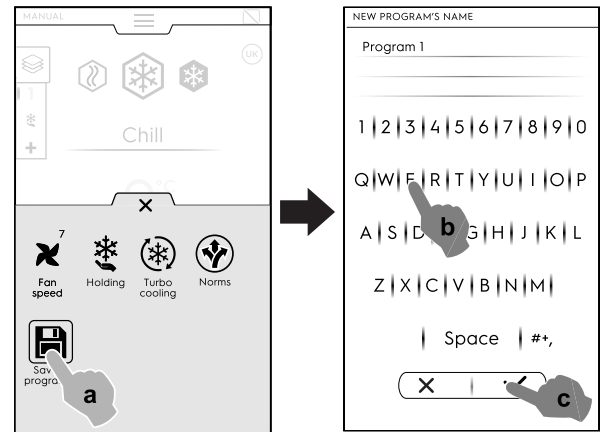 MANUAL
UK
1
Chill
7
Fan
speed
Holding
Turbo
cooling
Norms
a
NEW PROGRAM'S NAME
Program 1
1 2 3 4 5 6 7 8 9 0
Q W E R T Y U I O P
A S D G H J K L
b
Z X C V B N M
Space #+,
c